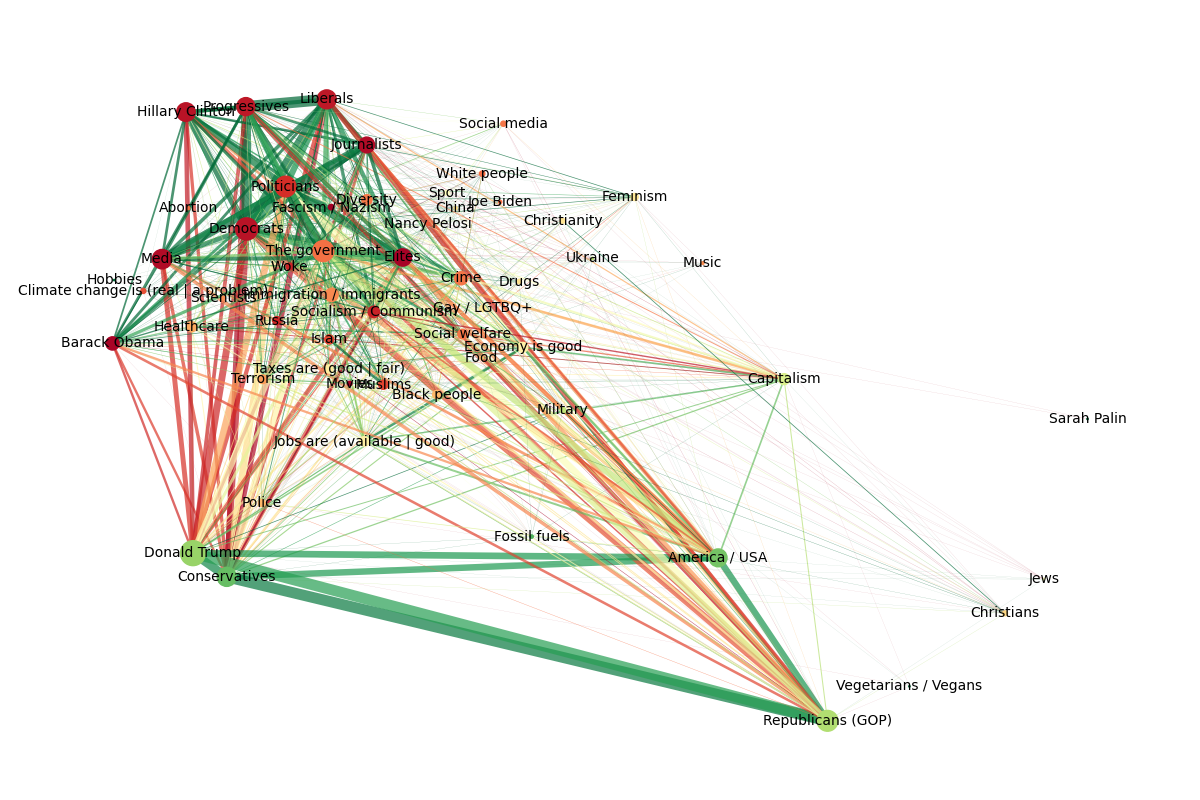 Liberals
Progressives
Hillary Clinton
Social media
Journalists
White people
Politicians
Sport
Feminism
Diversity
Joe Biden
Abortion
Fascism / Nazism
China
Christianity
Nancy Pelosi
Democrats
The government
Elites
Media
Ukraine
Music
Woke
Hobbies
Crime
Drugs
Climate change is (real | a problem)
Scientists
Immigration / Immigrants
Gay / LGTBQ+
Socialism / Communism
Russia
Healthcare
Social welfare
Islam
Barack Obama
Economy is good
Food
Taxes are (good | fair)
Terrorism
Movies
Muslims
Capitalism
Black people
Military
Sarah Palin
Jobs are (available | good)
Police
Fossil fuels
Donald Trump
America / USA
Conservatives
Jews
Christians
Vegetarians / Vegans
Republicans (GOP)